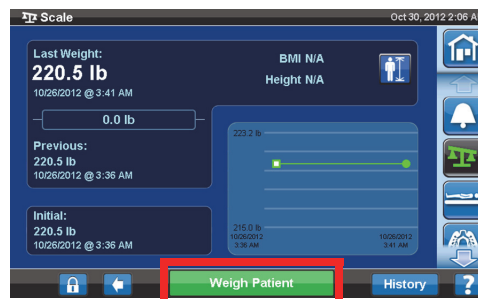 Scale
Oct 30, 2012 2:06 A
Last Weight:
220.5 lb
10/26/2012 @ 3:41 AM
BMI N/A
Height N/A
0.0 lb
Previous:
220.5 lb
10/26/2012 @ 3:36 AM
Initial:
220.5 lb
10/26/2012 @ 3:36 AM
223.2 lb
215.0 lb
10/26/2012
3:36 AM
10/26/2012
3:41 AM
Weigh Patient
History
?